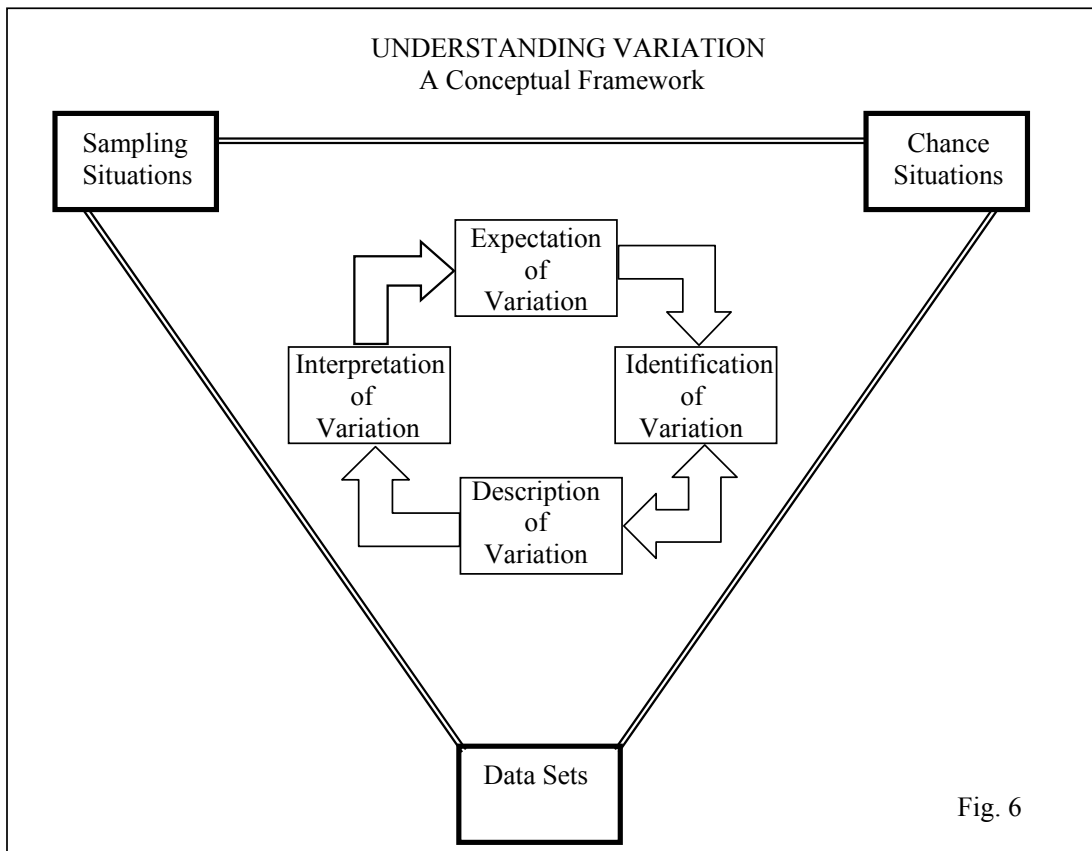 UNDERSTANDING VARIATION
A Conceptual Framework
Sampling
Situations
Chance
Situations
Expectation
of
Variation
Interpretation
of
Variation
Identification
of
Variation
Description
of
Variation
Data Sets
Fig. 6